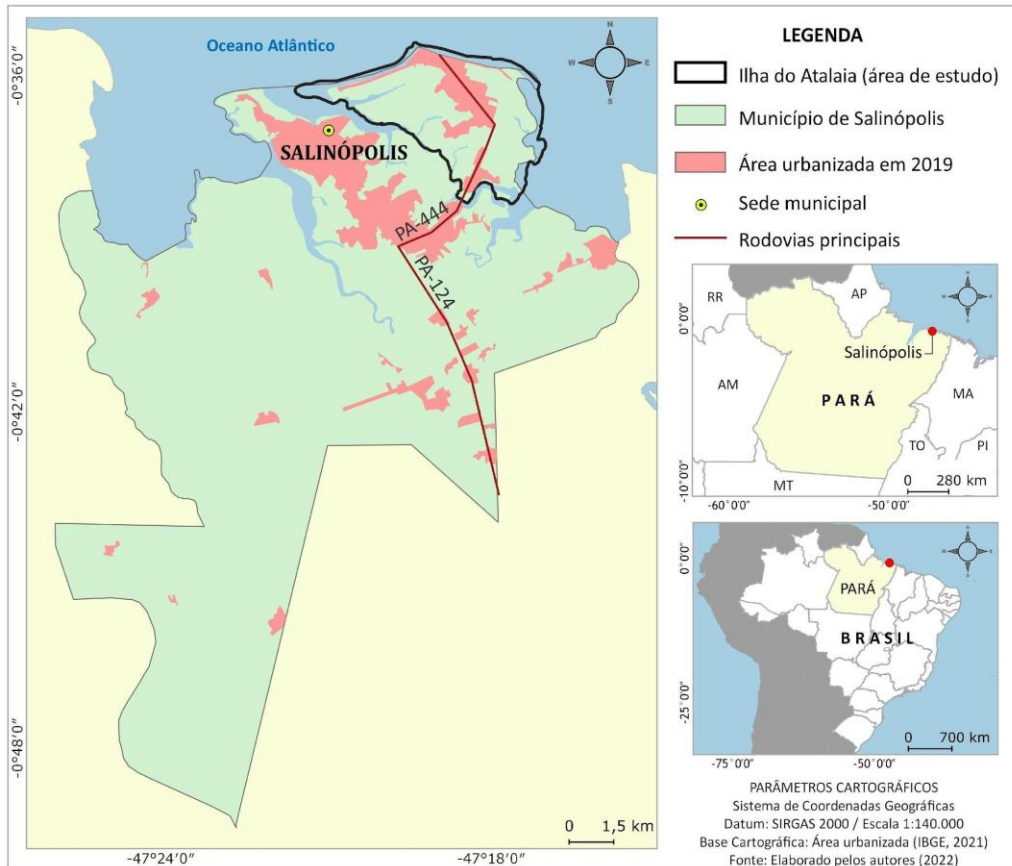 Oceano Atlântico
N
W E
S
SALINÓPOLIS
PA-444
PA-124
-0°36'0"
-0°42'0"
-0°48'0"
-47°24'0"
-47°18'0"
0 1,5 km
LEGENDA
Ilha do Atalaia (área de estudo)
Município de Salinópolis
Área urbanizada em 2019
Sede municipal
Rodovias principais
RR
AP
Salinópolis
AM
PARÁ
MA
TO
PI
MT
0 280 km
0°0'0"
-10°0'0"
-60°0'0"
-50°0'0"
PARÁ
BRASIL
0 700 km
0°0'0"
-25°0'0"
-75°0'0"
-50°0'0"
PARÂMETROS CARTOGRÁFICOS
Sistema de Coordenadas Geográficas
Datum: SIRGAS 2000 / Escala 1:140.000
Base Cartográfica: Área urbanizada (IBGE, 2021)
Fonte: Elaborado pelos autores (2022)